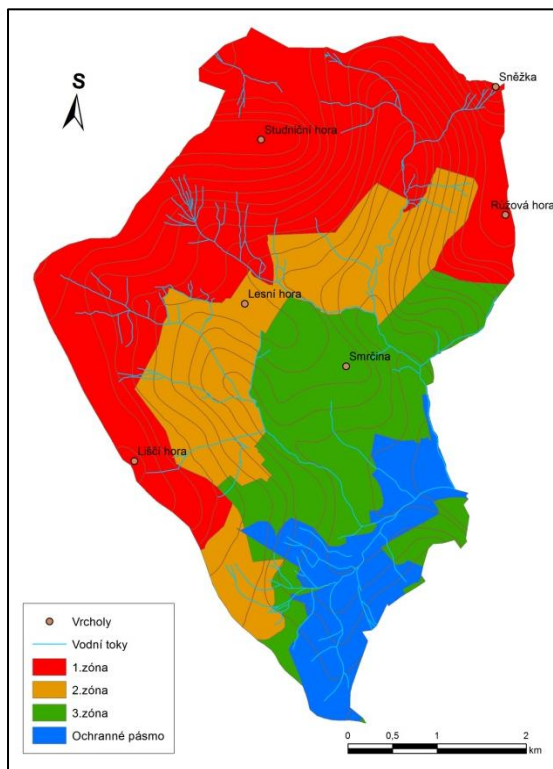 S
Sněžka
Studniční hora
Růžová hora
Lesní hora
Smrčina
Liščí hora
Vrcholy
Vodní toky
1.zóna
2.zóna
3.zóna
Ochranné pásmo
0 0,5 1 2
km